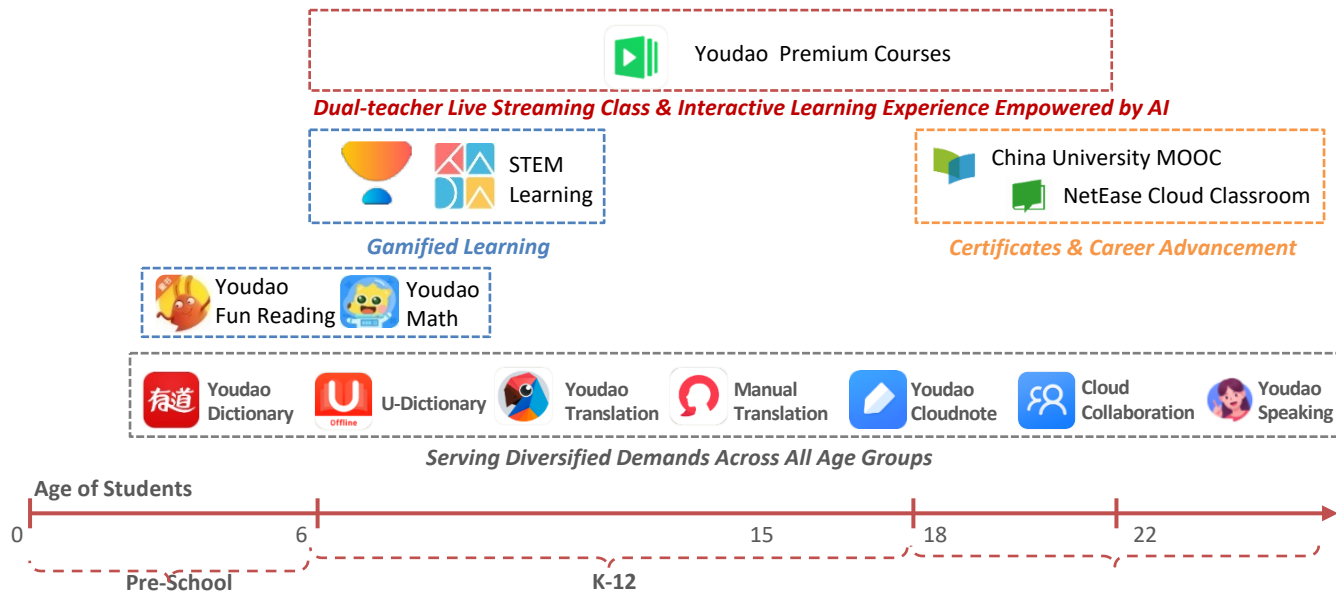 Youdao Premium Courses
Dual-teacher Live Streaming Class & Interactive Learning Experience Empowered by AI
STEM
Learning
China University MOOC
NetEase Cloud Classroom
Gamified Learning
Certificates & Career Advancement
Youdao
Fun Reading
Youdao
Math
有道
Youdao
Dictionary
U
Offline
U-Dictionary
Youdao
Translation
Manual
Translation
Youdao
Cloudnote
Cloud
Collaboration
Youdao
Speaking
Serving Diversified Demands Across All Age Groups
Age of Students
0 6 15 18 22
Pre-School K-12